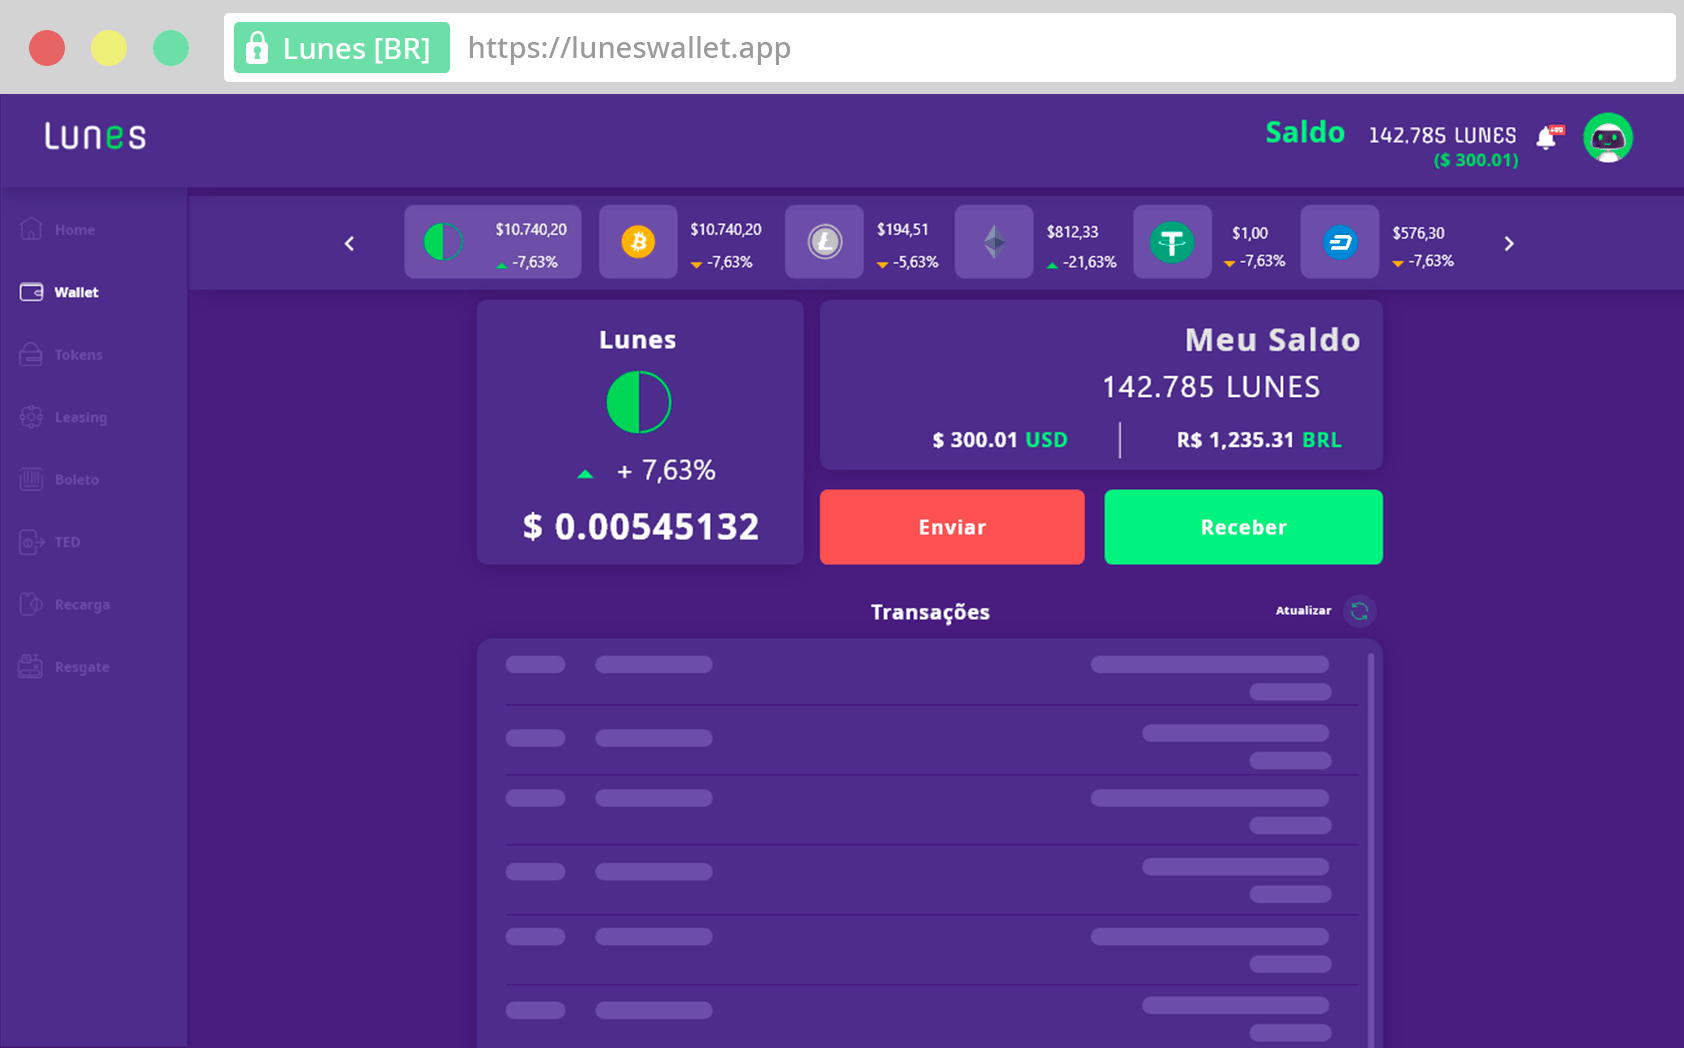 Lunes [BR] https://luneswallet.app
Lunes
Saldo 142.785 LUNES
($ 300.01)
Home
Wallet
Tokens
Leasing
Boleto
TED
Recarga
Resgate
$10.740,20
-7,63%
$10.740,20
-7,63%
$194,51
-5,63%
$812,33
-21,63%
$1,00
-7,63%
$576,30
-7,63%
Lunes
+ 7,63%
$ 0.00545132
Meu Saldo
142.785 LUNES
$ 300.01 USD R$ 1,235.31 BRL
Enviar Receber
Transações Atualizar